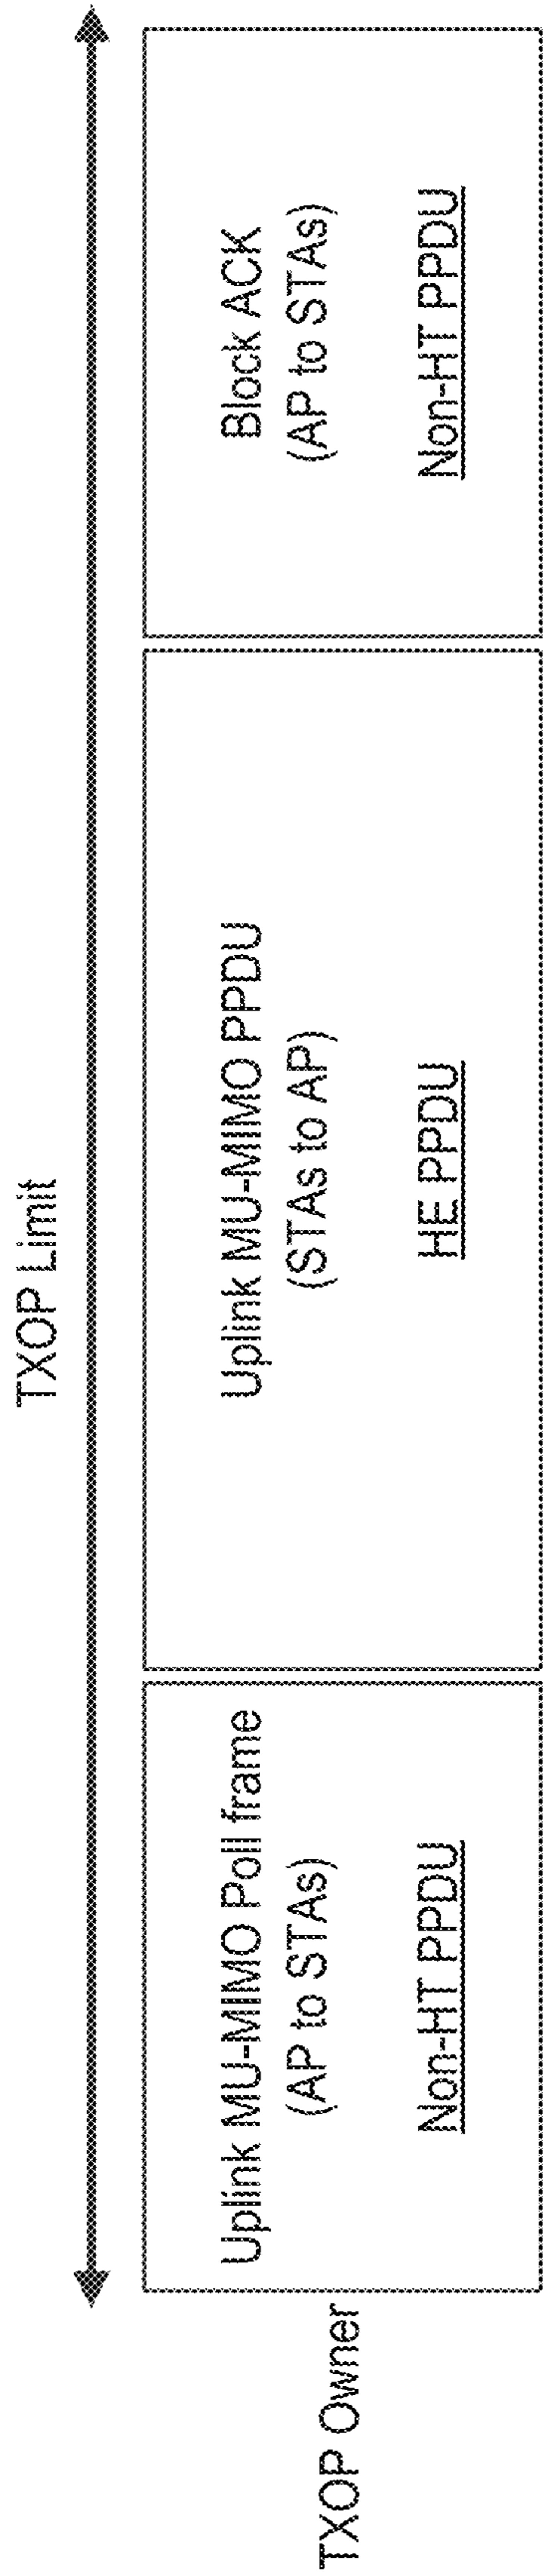 TXOP Limit
TXOP Owner
Uplink MU-MIMO Poll frame
(AP to STAs)
Non-HT PPDU
Uplink MU-MIMO PPDU
(STAs to AP)
HE PPDU
Block ACK
(AP to STAs)
Non-HT PPDU